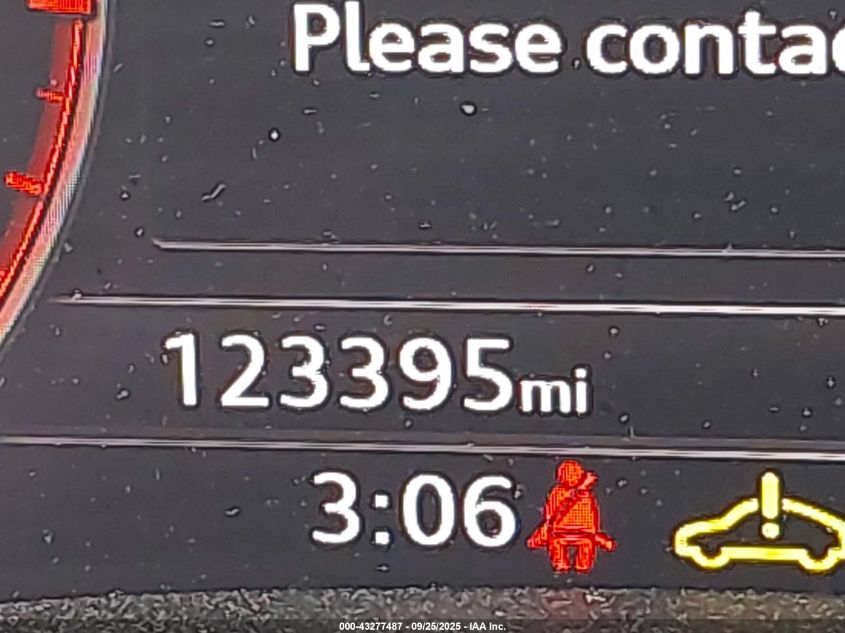 Please contac
123395mi
3:06
000-43277487 - 09/25/2025 - IAA Inc.